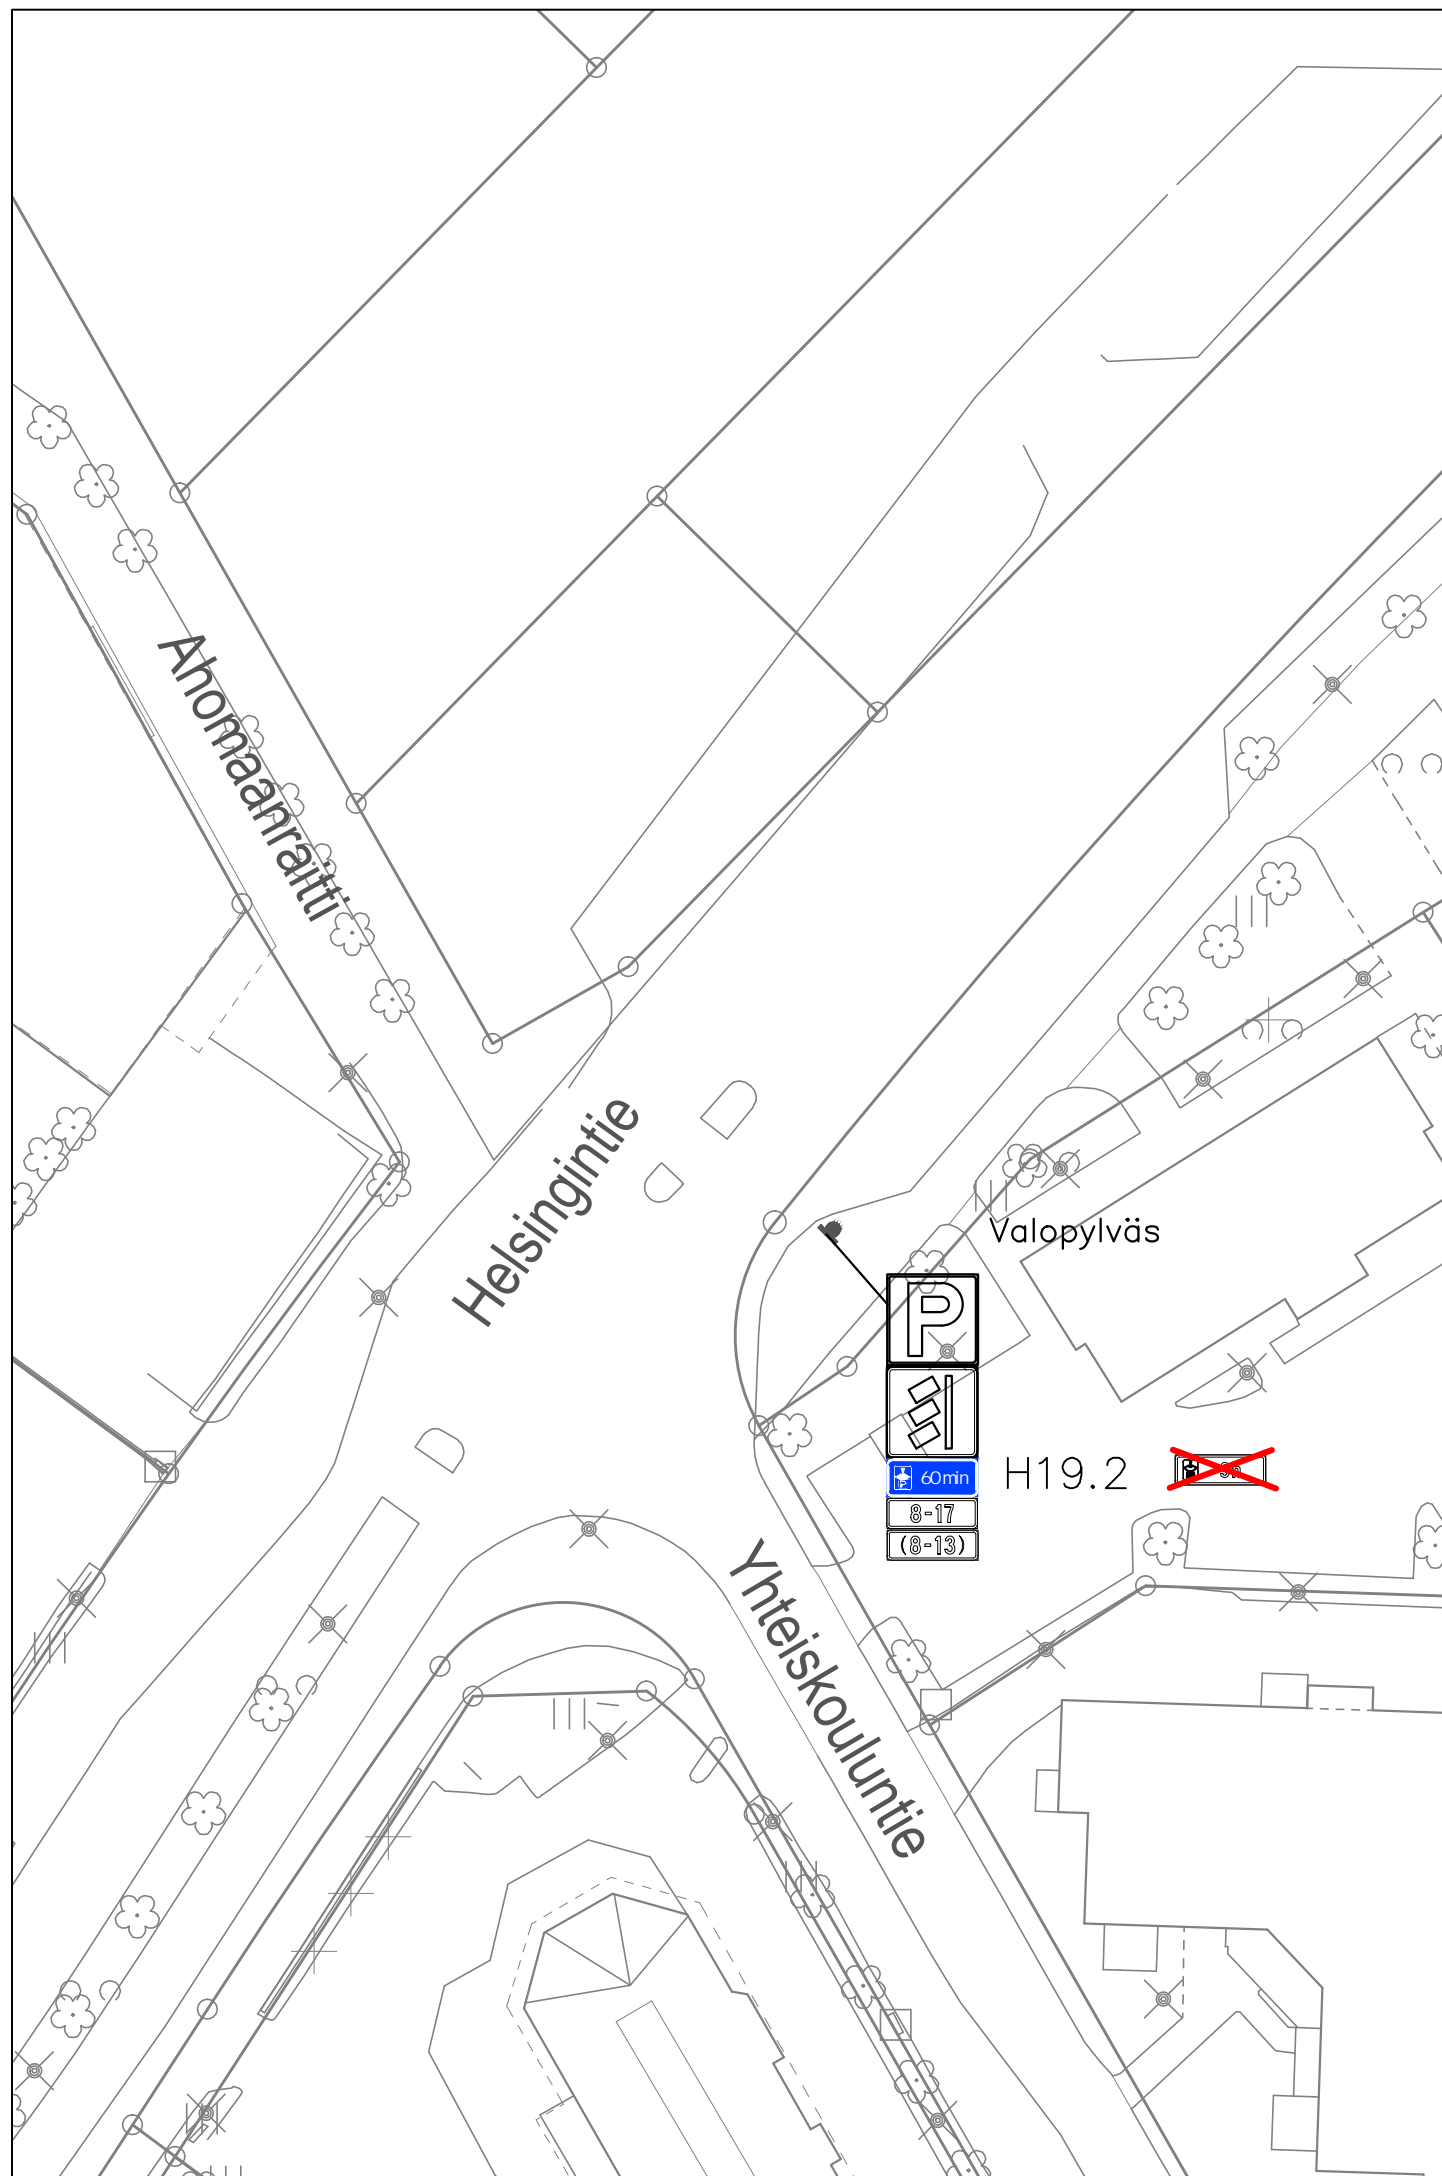 Ahomaanraitti
Helsingintie
Valopylväs
P
P 60min
H19.2
8-17
(8-13)
Yhteiskouluntie